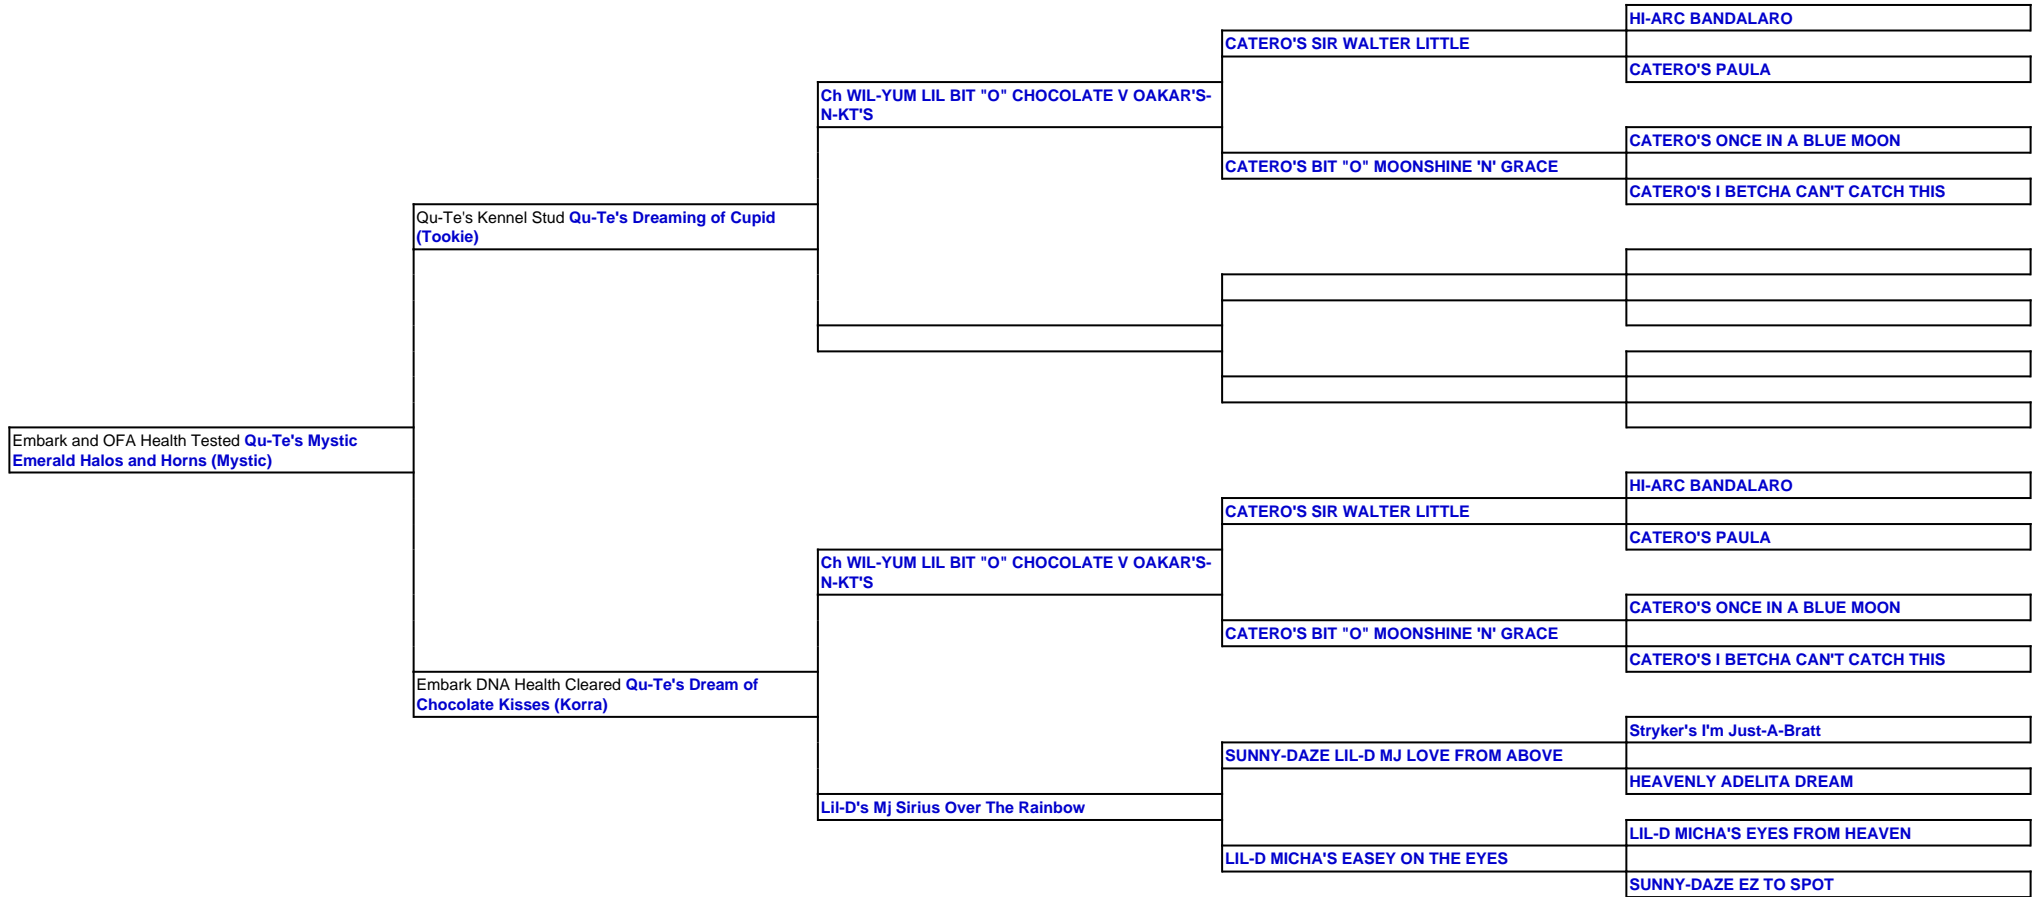 HI-ARC BANDALARO
CATERO'S SIR WALTER LITTLE
CATERO'S PAULA
Ch WIL-YUM LIL BIT "O" CHOCOLATE V OAKAR'S-
N-KT'S
CATERO'S ONCE IN A BLUE MOON
CATERO'S BIT "O" MOONSHINE 'N' GRACE
CATERO'S I BETCHA CAN'T CATCH THIS
Qu-Te's Kennel Stud Qu-Te's Dreaming of Cupid
(Tookie)
Embark and OFA Health Tested Qu-Te's Mystic
Emerald Halos and Horns (Mystic)
HI-ARC BANDALARO
CATERO'S SIR WALTER LITTLE
CATERO'S PAULA
Ch WIL-YUM LIL BIT "O" CHOCOLATE V OAKAR'S-
N-KT'S
CATERO'S ONCE IN A BLUE MOON
CATERO'S BIT "O" MOONSHINE 'N' GRACE
CATERO'S I BETCHA CAN'T CATCH THIS
Embark DNA Health Cleared Qu-Te's Dream of
Chocolate Kisses (Korra)
Stryker's I'm Just-A-Bratt
SUNNY-DAZE LIL-D MJ LOVE FROM ABOVE
HEAVENLY ADELITA DREAM
Lil-D's Mj Sirius Over The Rainbow
LIL-D MICHA'S EYES FROM HEAVEN
LIL-D MICHA'S EASEY ON THE EYES
SUNNY-DAZE EZ TO SPOT